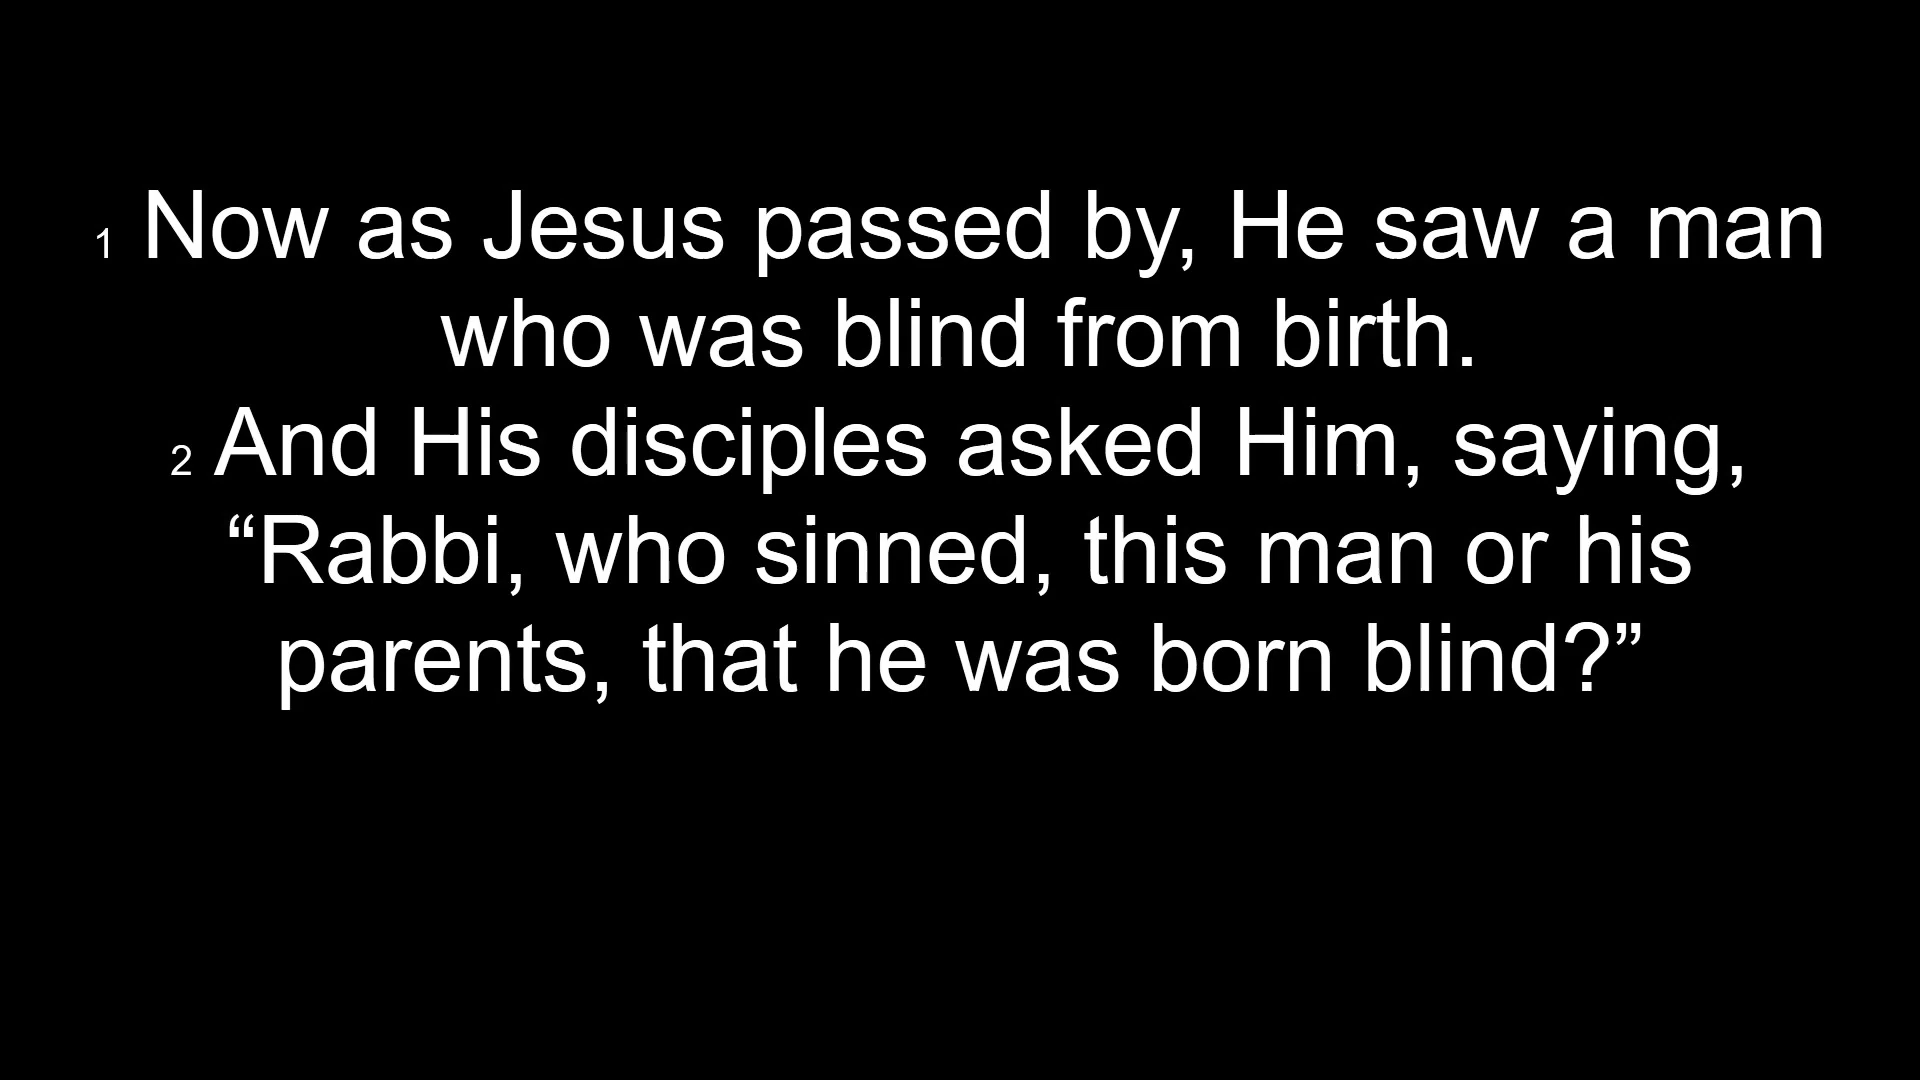 1 Now as Jesus passed by, He saw a man
who was blind from birth.
2 And His disciples asked Him, saying,
“Rabbi, who sinned, this man or his
parents, that he was born blind?”